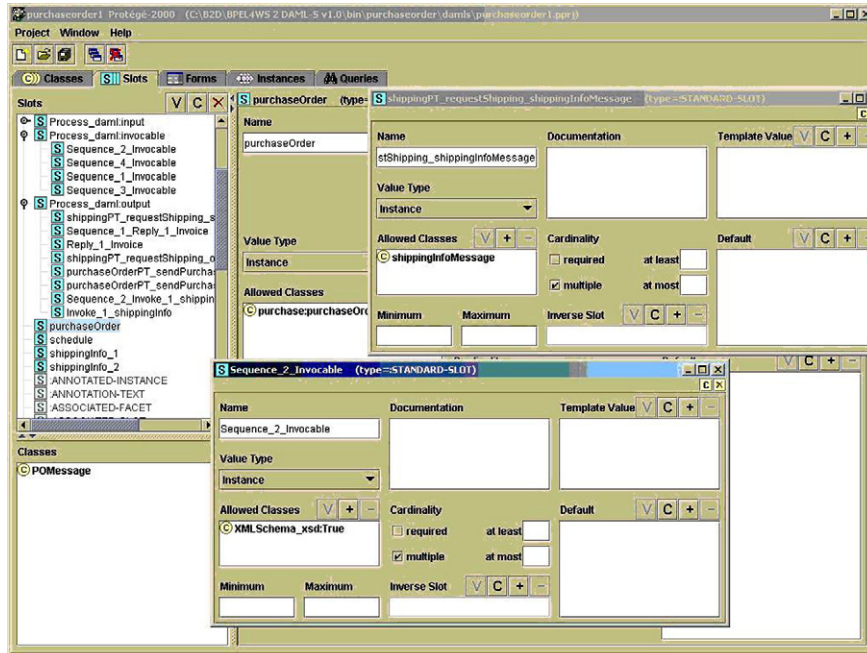 purchaseorder1 Protégé-2000 (C:\B2D\BPEL4WS 2 DAML-S v1.0\bin\purchaseorder\damls\purchaseorder1.pprj)
Project Window Help
C Classes S Slots Forms Instances Queries
Slots V C
S Process_daml:input
S Process_daml:invocable
S Sequence_2_Invocable
S Sequence_4_Invocable
S Sequence_1_Invocable
S Sequence_3_Invocable
S Process_daml:output
S shippingPT_requestShipping_s
S Sequence_1_Reply_1_Invoice
S Reply_1_Invoice
S shippingPT_requestShipping_o
S purchaseOrderPT_sendPurcha
S purchaseOrderPT_sendPurcha
S Sequence_2_Invoke_1_shippin
S Invoke_1_shippingInfo
S purchaseOrder
S schedule
S shippingInfo_1
S shippingInfo_2
S :ANNOTATED-INSTANCE
S :ANNOTATION-TEXT
S :ASSOCIATED-FACET
Classes
C POMessage
S purchaseOrder (type=
Name
purchaseOrder
Value Type
Instance
Allowed Classes
C purchase:purchaseOrd
S shippingPT_requestShipping_shippingInfoMessage (type=:STANDARD-SLOT)
C
Name Documentation Template Value V C + −
stShipping_shippingInfoMessage
Value Type
Instance
Allowed Classes V + − Cardinality Default V C + −
C shippingInfoMessage required at least
multiple at most
Minimum Maximum Inverse Slot V C + −
S Sequence_2_Invocable (type=:STANDARD-SLOT)
C X
Name Documentation Template Value V C + −
Sequence_2_Invocable
Value Type
Instance
Allowed Classes V + − Cardinality Default V C + −
C XMLSchema_xsd:True required at least
multiple at most
Minimum Maximum Inverse Slot V C + −